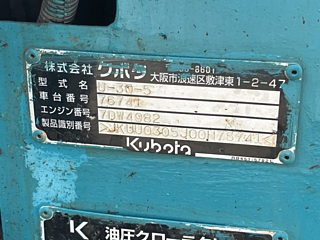 株式会社 クボタ
大阪市浪速区敷津東1-2-47
型式名 U-30-5
車台番号 76741
エンジン番号 7DW4982
製品識別番号
Kubota
K 油圧クローラ